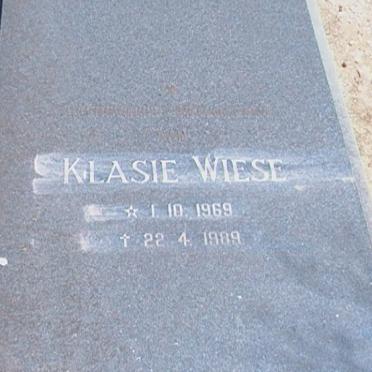 KLASIE WIESE
☆ 1. 10. 1969
† 22. 4. 1989